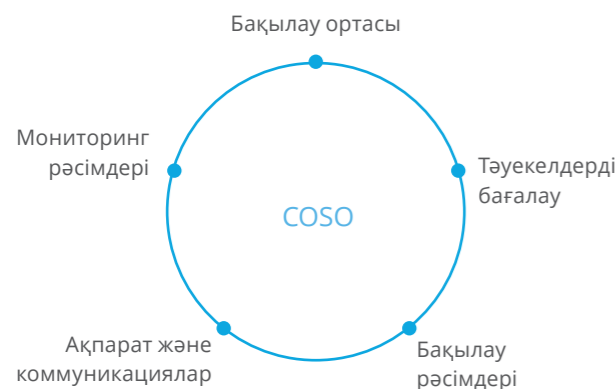 Бақылау ортасы
Мониторинг
рәсімдері
Тәуекелдерді
бағалау
COSO
Ақпарат және
коммуникациялар
Бақылау
рәсімдері